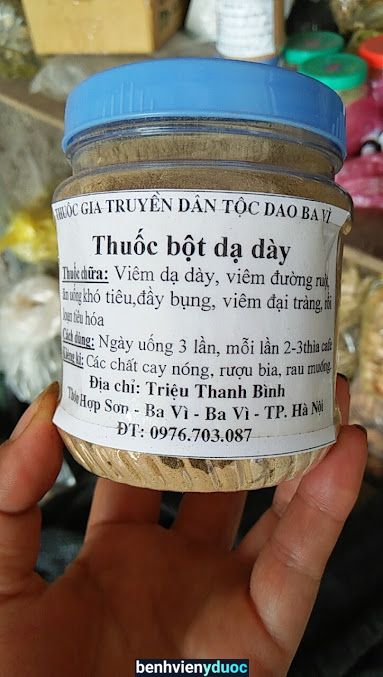 THUỐC GIA TRUYỀN DÂN TỘC DAO BA VÌ
Thuốc bột dạ dày
Thuốc chữa: Viêm dạ dày, viêm đường ruột,
ăn uống khó tiêu,đầy bụng, viêm đại tràng, rối
loạn tiêu hóa
Cách dùng: Ngày uống 3 lần, mỗi lần 2-3thìa cafe
Kiêng kị: Các chất cay nóng, rượu bia, rau muống.
Địa chỉ: Triệu Thanh Bình
Thôn Hợp Sơn - Ba Vì - Ba Vì - TP. Hà Nội
ĐT: 0976.703.087
benhvienyduoc